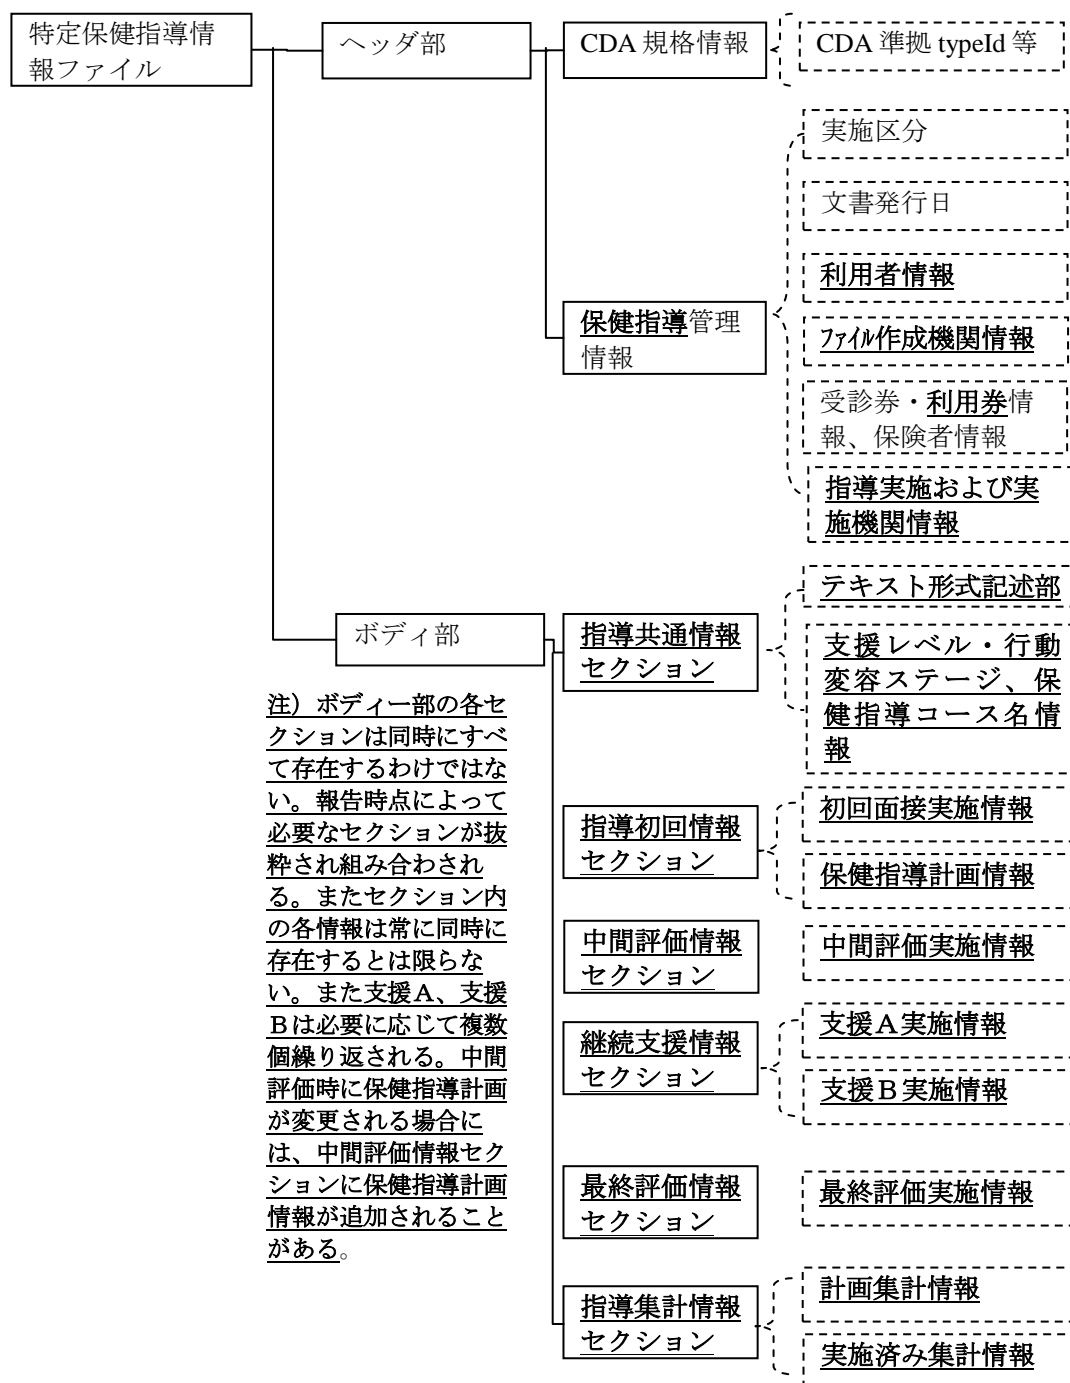 特定保健指導情
報ファイル
ヘッダ部
CDA 規格情報
CDA 準拠 typeId 等
実施区分
文書発行日
利用者情報
保健指導管理
情報
ﾌｧｲﾙ作成機関情報
受診券・利用券情
報、保険者情報
指導実施および実
施機関情報
ボディ部
指導共通情報
セクション
テキスト形式記述部
支援レベル・行動
変容ステージ、保
健指導コース名情
報
注）ボディー部の各セ
クションは同時にすべ
て存在するわけではな
い。報告時点によって
必要なセクションが抜
粋され組み合わされ
る。またセクション内
の各情報は常に同時に
存在するとは限らな
い。また支援Ａ、支援
Ｂは必要に応じて複数
個繰り返される。中間
評価時に保健指導計画
が変更される場合に
は、中間評価情報セク
ションに保健指導計画
情報が追加されること
がある。
指導初回情報
セクション
初回面接実施情報
保健指導計画情報
中間評価情報
セクション
中間評価実施情報
継続支援情報
セクション
支援Ａ実施情報
支援Ｂ実施情報
最終評価情報
セクション
最終評価実施情報
指導集計情報
セクション
計画集計情報
実施済み集計情報